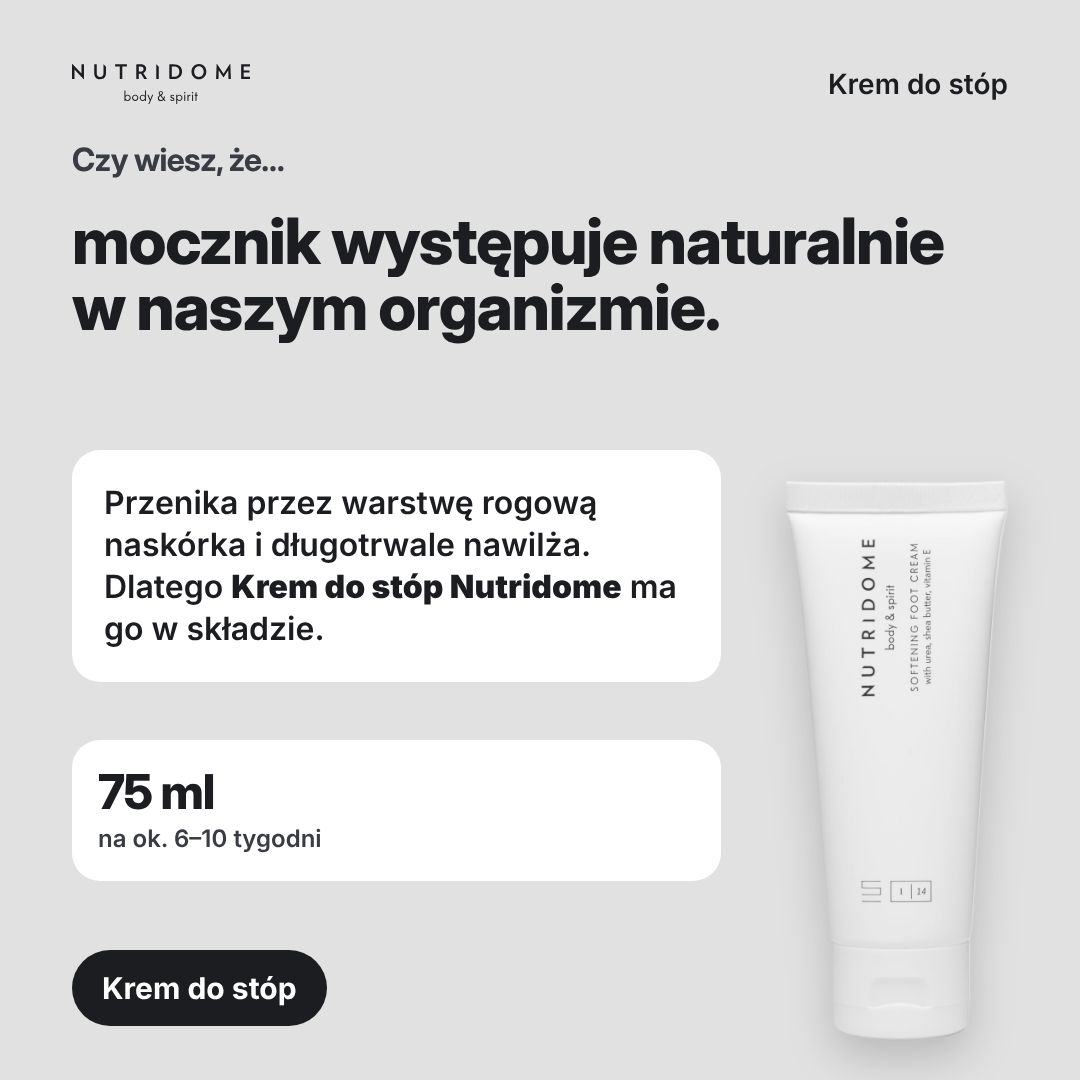 NUTRIDOME
body & spirit
Krem do stóp
Czy wiesz, że...
mocznik występuje naturalnie
w naszym organizmie.
Przenika przez warstwę rogową
naskórka i długotrwale nawilża.
Dlatego Krem do stóp Nutridome ma
go w składzie.
75 ml
na ok. 6–10 tygodni
Krem do stóp
NUTRIDOME
body & spirit
SOFTENING FOOT CREAM
with urea, shea butter, vitamin E
1 14